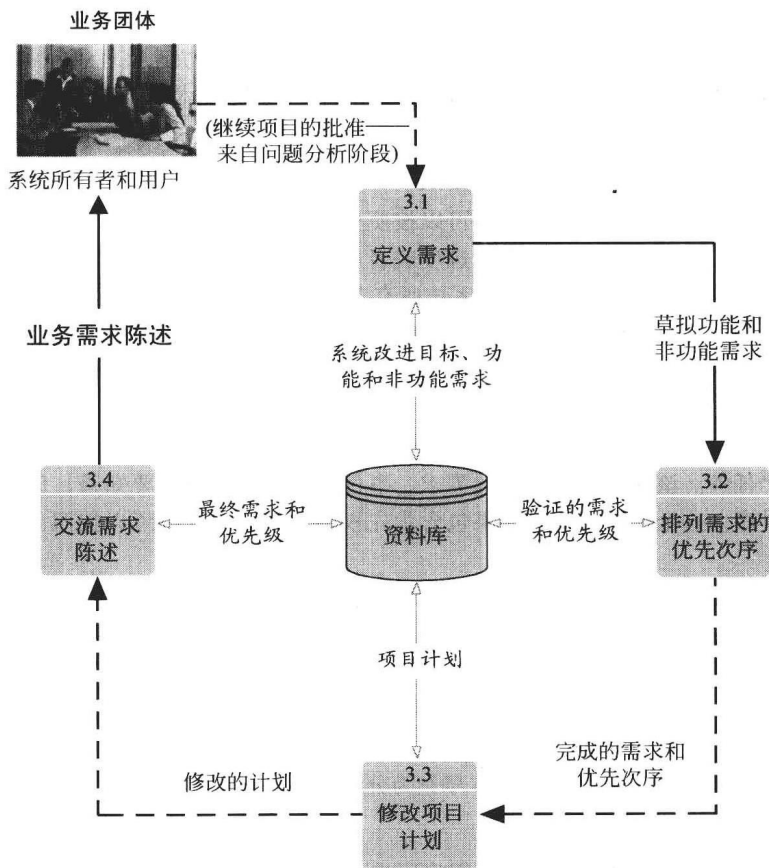 业务团体
(继续项目的批准——
来自问题分析阶段)
系统所有者和用户
3.1
定义需求
业务需求陈述
系统改进目标、功
能和非功能需求
草拟功能和
非功能需求
3.4
交流需求
陈述
最终需求和
优先级
资料库
验证的需求
和优先级
3.2
排列需求的
优先次序
项目计划
修改的计划
3.3
修改项目
计划
完成的需求和
优先次序